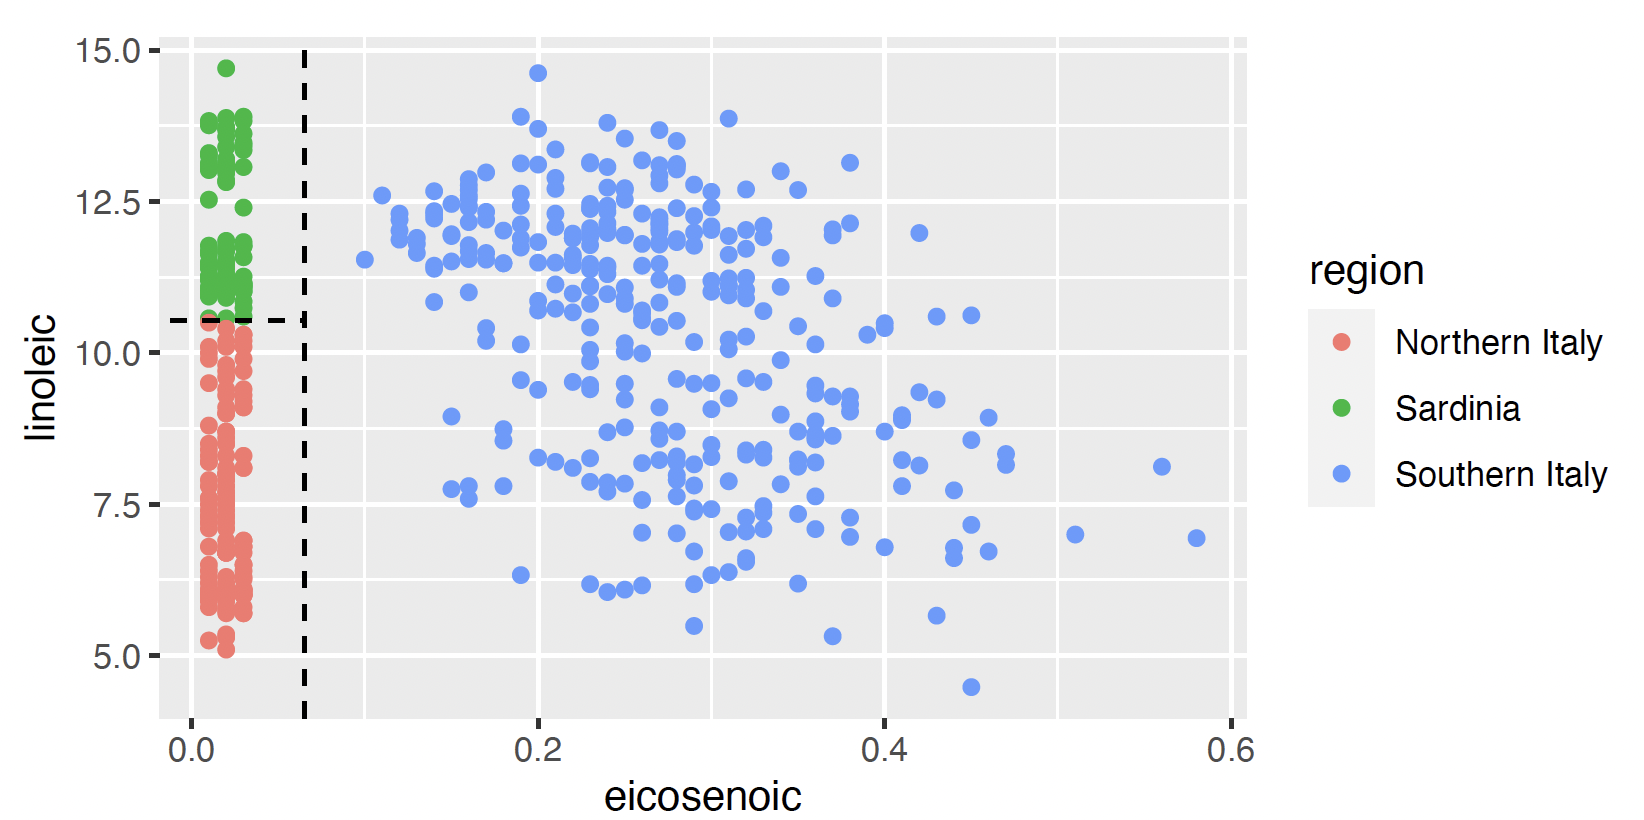 15.0
12.5
10.0
7.5
5.0
linoleic
0.0
0.2
0.4
0.6
eicosenoic
region
Northern Italy
Sardinia
Southern Italy